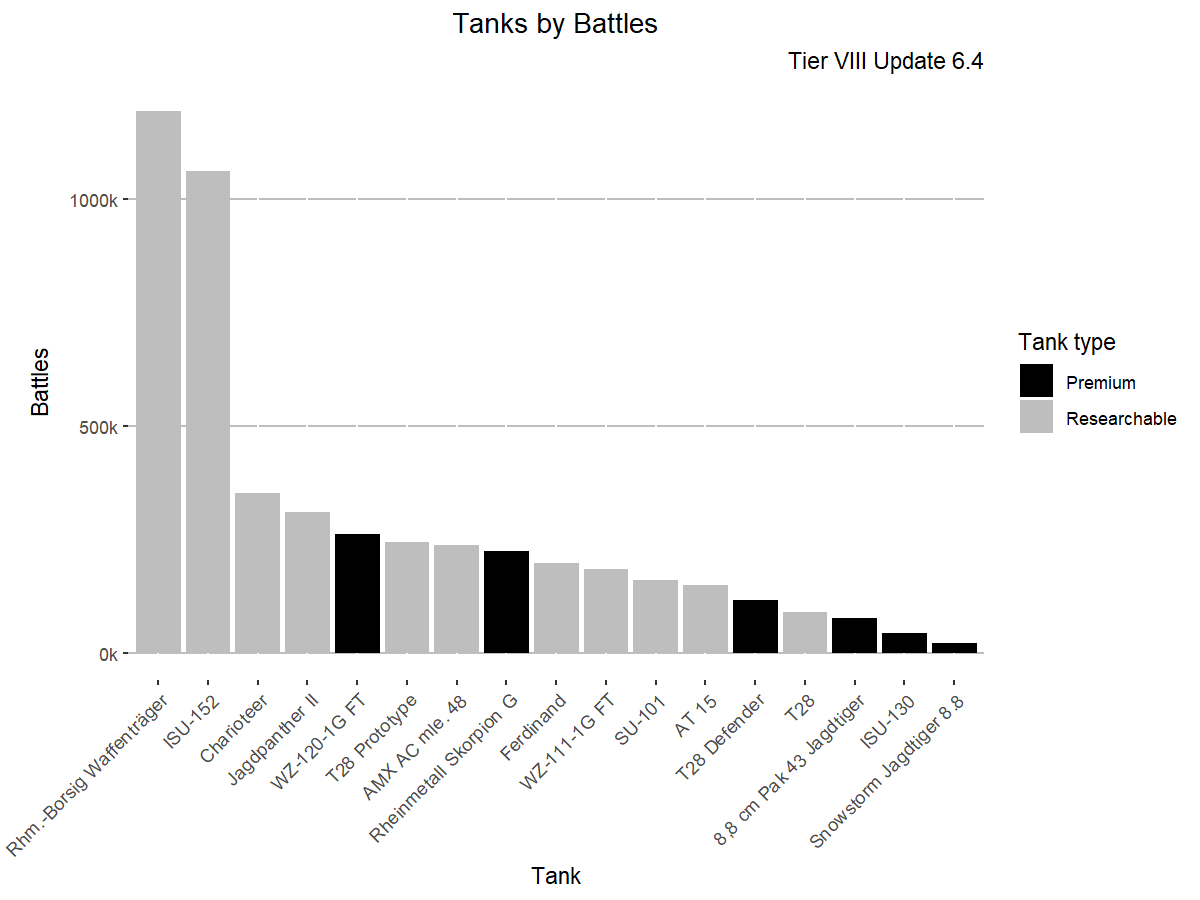 Tanks by Battles
Tier VIII Update 6.4
Battles
1000k
500k
0k
Rhm.-Borsig Waffenträger
ISU-152
Charioteer
Jagdpanther II
WZ-120-1G FT
T28 Prototype
AMX AC mle. 48
Rheinmetall Skorpion G
Ferdinand
WZ-111-1G FT
SU-101
AT 15
T28 Defender
T28
8,8 cm Pak 43 Jagdtiger
ISU-130
Snowstorm Jagdtiger 8.8
Tank
Tank type
Premium
Researchable